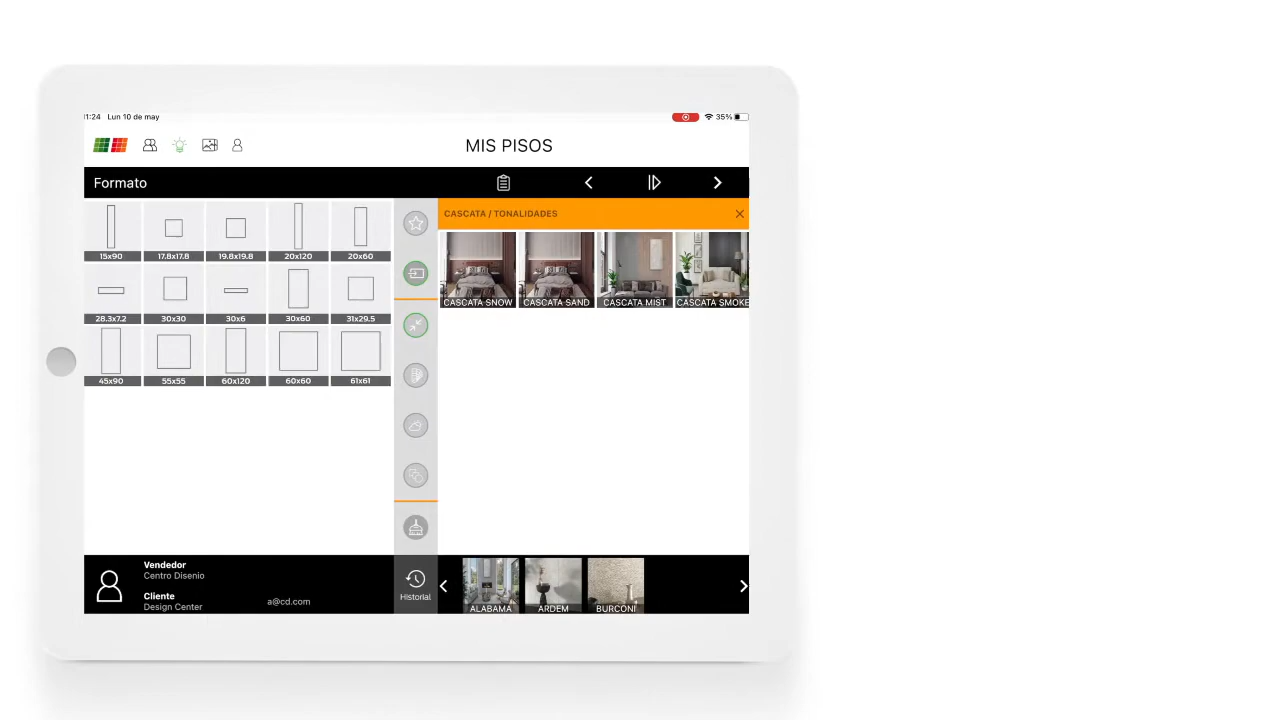 1:24 Lun 10 de may
35%
MIS PISOS
Formato
CASCATA / TONALIDADES
15x90 17.8x17.8 19.8x19.8 20x120 20x60
28.3x7.2 30x30 30x6 30x60 31x29.5
45x90 55x55 60x120 60x60 61x61
CASCATA SNOW CASCATA SAND CASCATA MIST CASCATA SMOKE
Vendedor
Centro Disenio
Cliente
Design Center a@cd.com
Historial
ALABAMA ARDEM BURCONI